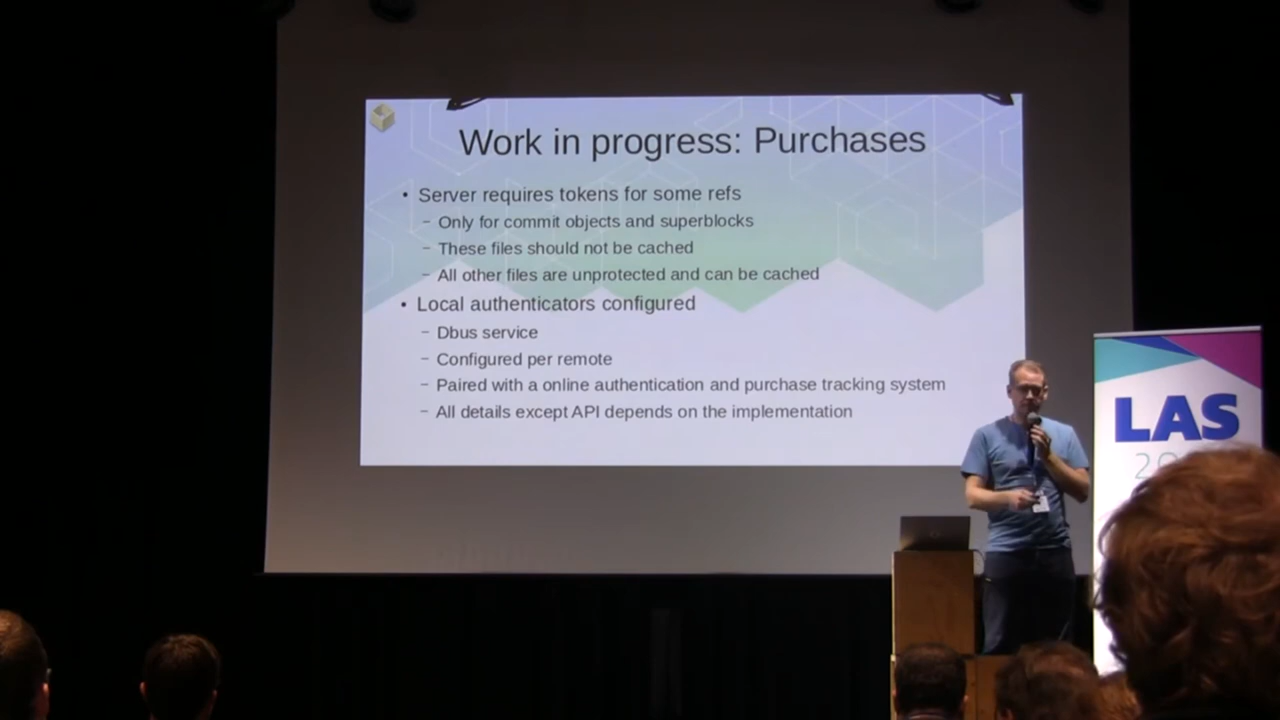 Work in progress: Purchases
• Server requires tokens for some refs
– Only for commit objects and superblocks
– These files should not be cached
– All other files are unprotected and can be cached
• Local authenticators configured
– Dbus service
– Configured per remote
– Paired with a online authentication and purchase tracking system
– All details except API depends on the implementation
LAS